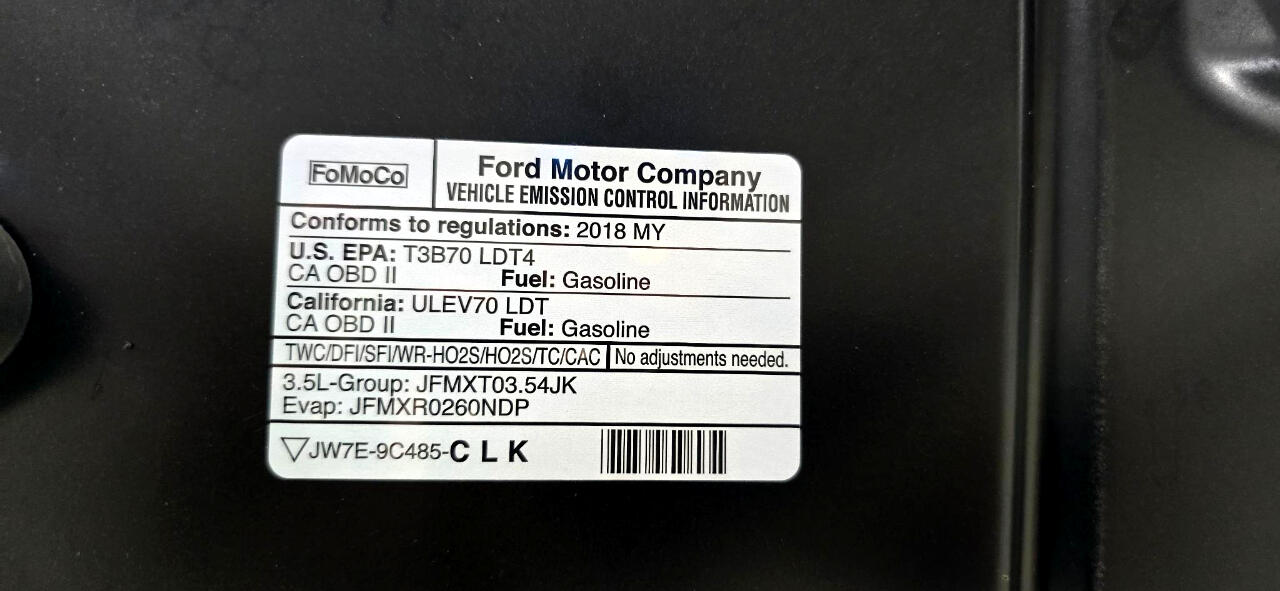 FoMoCo
Ford Motor Company
VEHICLE EMISSION CONTROL INFORMATION
Conforms to regulations: 2018 MY
U.S. EPA: T3B70 LDT4
CA OBD II Fuel: Gasoline
California: ULEV70 LDT
CA OBD II Fuel: Gasoline
TWC/DFI/SFI/WR-HO2S/HO2S/TC/CAC No adjustments needed.
3.5L-Group: JFMXT03.54JK
Evap: JFMXR0260NDP
JW7E-9C485-C L K